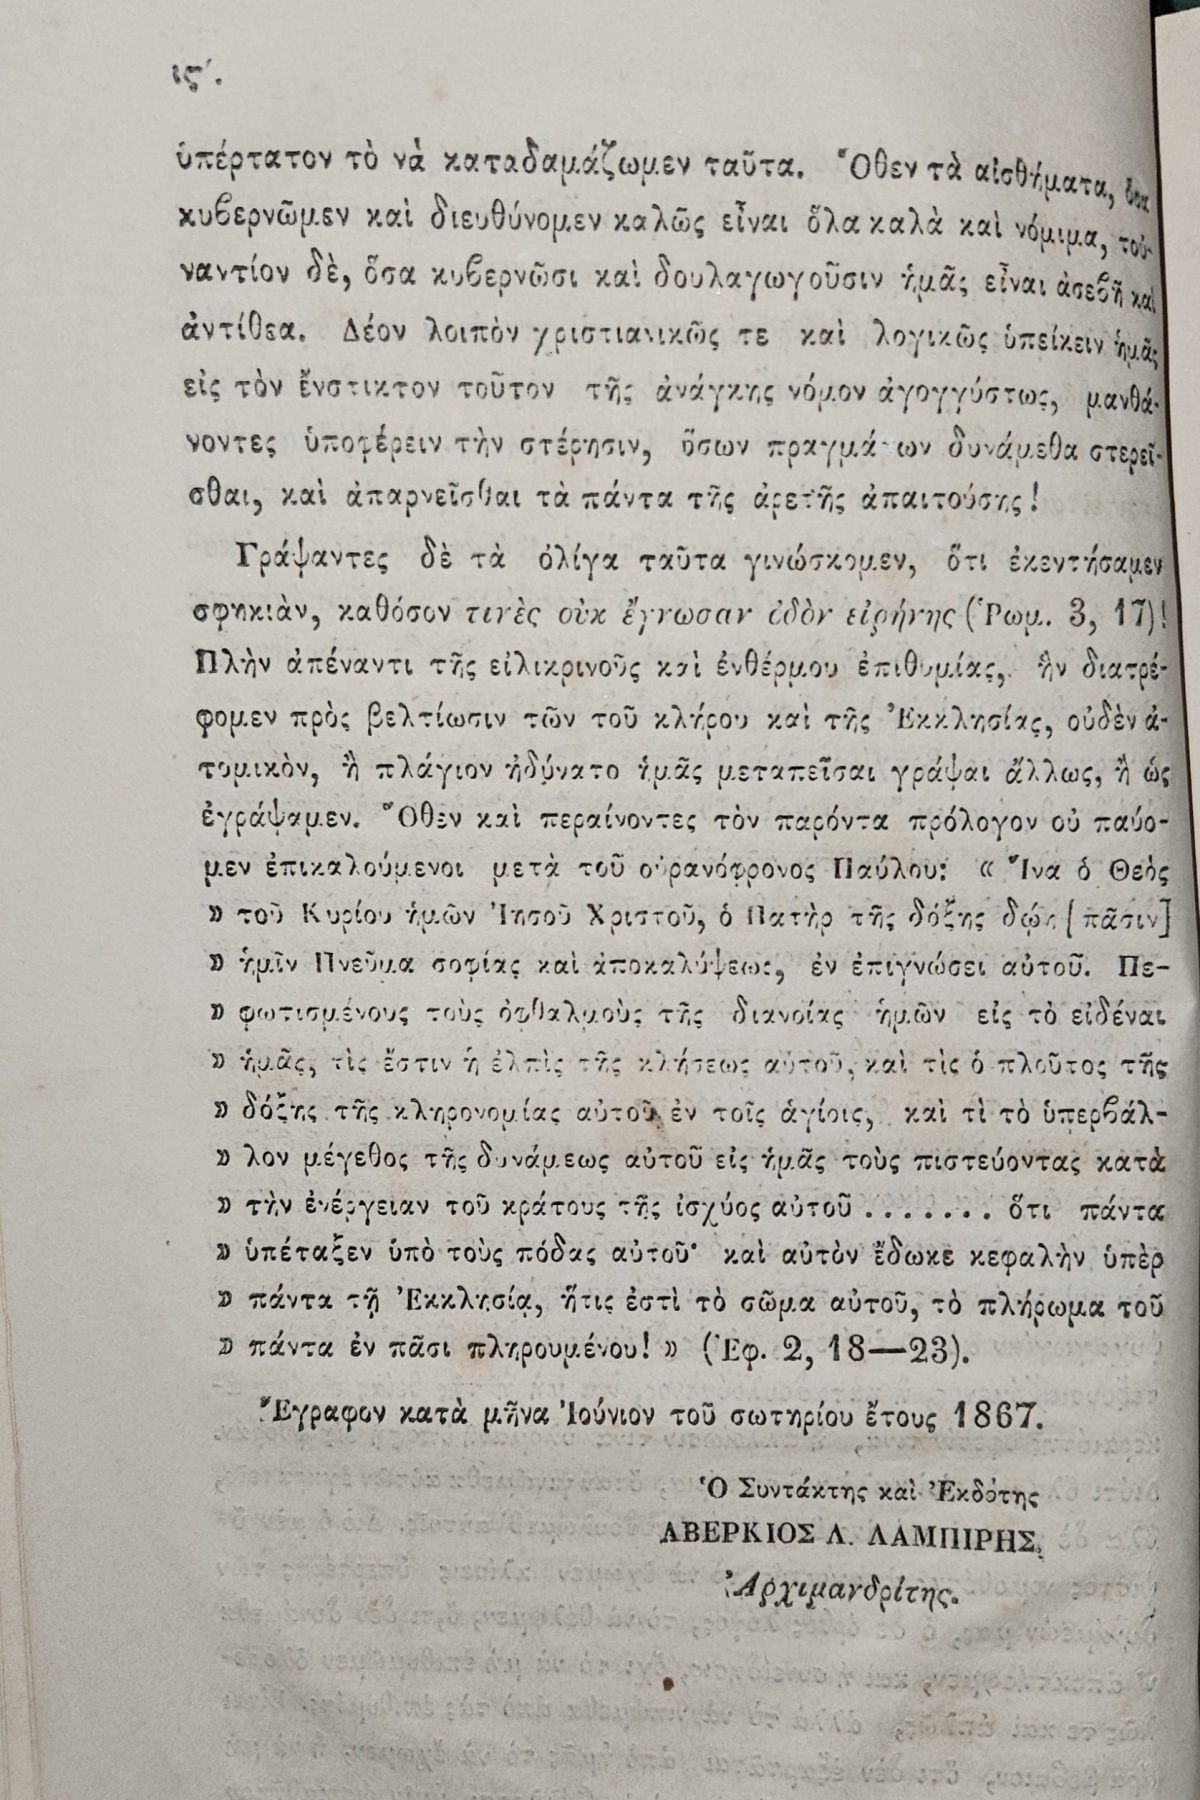 ιϛ΄.
ὑπέρτατον τὸ νὰ καταδαμάζωμεν ταῦτα. Ὅθεν τὰ αἰσθήματα, ὅσα
κυβερνῶμεν καὶ διευθύνομεν καλῶς εἶναι ὅλα καλὰ καὶ νόμιμα, τοὐ-
ναντίον δὲ, ὅσα κυβερνῶσι καὶ δουλαγωγοῦσιν ἡμᾶς εἶναι ἀσεβῆ καὶ
ἀντίθεα. Δέον λοιπὸν χριστιανικῶς τε καὶ λογικῶς ὑπείκειν ἡμᾶς
εἰς τὸν ἔνστικτον τοῦτον τῆς ἀνάγκης νόμον ἀγογγύστως, μανθά-
νοντες ὑποφέρειν τὴν στέρησιν, ὅσων πραγμά ων δυνάμεθα στερεῖ-
σθαι, καὶ ἀπαρνεῖσθαι τὰ πάντα τῆς ἀρετῆς ἀπαιτούσης!
Γράψαντες δὲ τὰ ὀλίγα ταῦτα γινώσκομεν, ὅτι ἐκεντήσαμεν
σφηκιὰν, καθόσον τινὲς οὐκ ἔγνωσαν ὁδὸν εἰρήνης (Ῥωμ. 3, 17)!
Πλὴν ἀπέναντι τῆς εἰλικρινοῦς καὶ ἐνθέρμου ἐπιθυμίας, ἣν διατρέ-
φομεν πρὸς βελτίωσιν τῶν τοῦ κλήρου καὶ τῆς Ἐκκλησίας, οὐδὲν ἀ-
τομικὸν, ἢ πλάγιον ἠδύνατο ἡμᾶς μεταπεῖσαι γράψαι ἄλλως, ἢ ὡς
ἐγράψαμεν. Ὅθεν καὶ περαίνοντες τὸν παρόντα πρόλογον οὐ παύο-
μεν ἐπικαλούμενοι μετὰ τοῦ οὐρανόφρονος Παύλου: « Ἵνα ὁ Θεὸς
» τοῦ Κυρίου ἡμῶν Ἰησοῦ Χριστοῦ, ὁ Πατὴρ τῆς δόξης δῴη [πᾶσιν]
» ἡμῖν Πνεῦμα σοφίας καὶ ἀποκαλύψεως, ἐν ἐπιγνώσει αὐτοῦ. Πε-
» φωτισμένους τοὺς ὀφθαλμοὺς τῆς διανοίας ἡμῶν εἰς τὸ εἰδέναι
» ἡμᾶς, τὶς ἔστιν ἡ ἐλπὶς τῆς κλήσεως αὐτοῦ, καὶ τὶς ὁ πλοῦτος τῆς
» δόξης τῆς κληρονομίας αὐτοῦ ἐν τοῖς ἁγίοις, καὶ τὶ τὸ ὑπερβάλ-
» λον μέγεθος τῆς δυνάμεως αὐτοῦ εἰς ἡμᾶς τοὺς πιστεύοντας κατὰ
» τὴν ἐνέργειαν τοῦ κράτους τῆς ἰσχύος αὐτοῦ ....... ὅτι πάντα
» ὑπέταξεν ὑπὸ τοὺς πόδας αὐτοῦ· καὶ αὐτὸν ἔδωκε κεφαλὴν ὑπὲρ
» πάντα τῇ Ἐκκλησίᾳ, ἥτις ἐστὶ τὸ σῶμα αὐτοῦ, τὸ πλήρωμα τοῦ
» πάντα ἐν πᾶσι πληρουμένου! » (Ἐφ. 2, 18—23).
Ἔγραφον κατὰ μῆνα Ἰούνιον τοῦ σωτηρίου ἔτους 1867.
Ὁ Συντάκτης καὶ Ἐκδότης
ΑΒΕΡΚΙΟΣ Λ. ΛΑΜΠΙΡΗΣ,
Ἀρχιμανδρίτης.